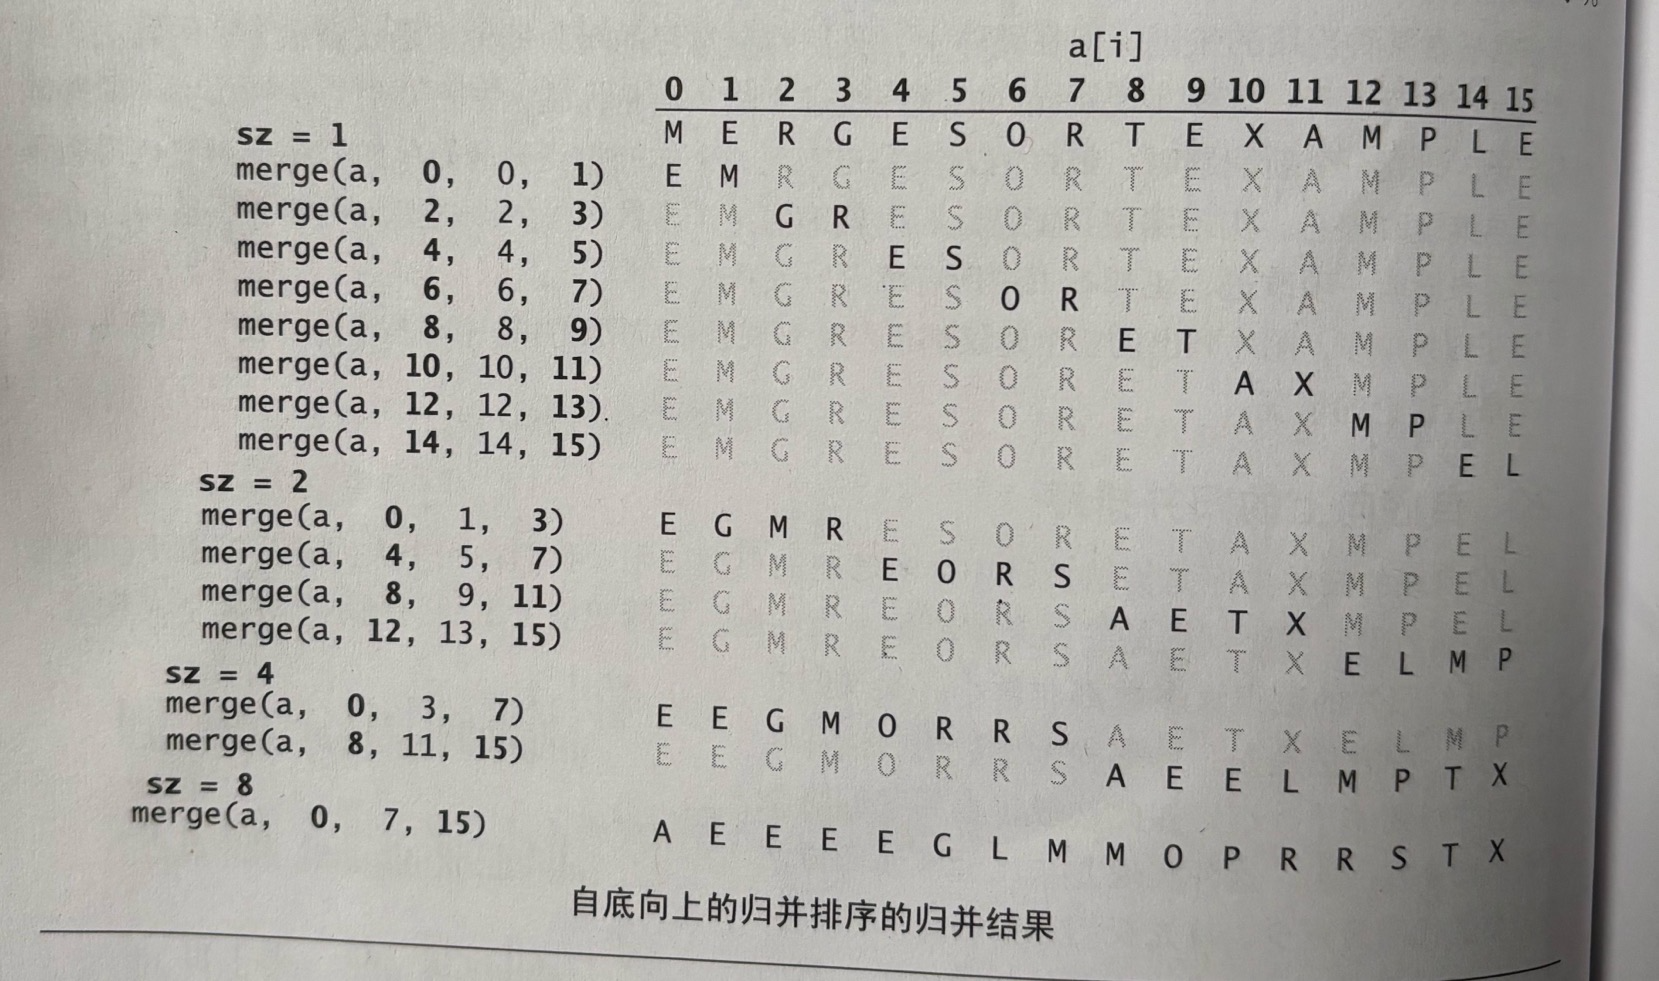 a[i]
0 1 2 3 4 5 6 7 8 9 10 11 12 13 14 15
sz = 1 M E R G E S O R T E X A M P L E
merge(a, 0, 0, 1) E M R G E S O R T E X A M P L E
merge(a, 2, 2, 3) E M G R E S O R T E X A M P L E
merge(a, 4, 4, 5) E M G R E S O R T E X A M P L E
merge(a, 6, 6, 7) E M G R E S O R T E X A M P L E
merge(a, 8, 8, 9) E M G R E S O R E T X A M P L E
merge(a, 10, 10, 11) E M G R E S O R E T A X M P L E
merge(a, 12, 12, 13) E M G R E S O R E T A X M P L E
merge(a, 14, 14, 15) E M G R E S O R E T A X M P E L
sz = 2
merge(a, 0, 1, 3) E G M R E S O R E T A X M P E L
merge(a, 4, 5, 7) E G M R E O R S E T A X M P E L
merge(a, 8, 9, 11) E G M R E O R S A E T X M P E L
merge(a, 12, 13, 15) E G M R E O R S A E T X E L M P
sz = 4
merge(a, 0, 3, 7) E E G M O R R S A E T X E L M P
merge(a, 8, 11, 15) E E G M O R R S A E E L M P T X
sz = 8
merge(a, 0, 7, 15) A E E E E G L M M O P R R S T X
自底向上的归并排序的归并结果